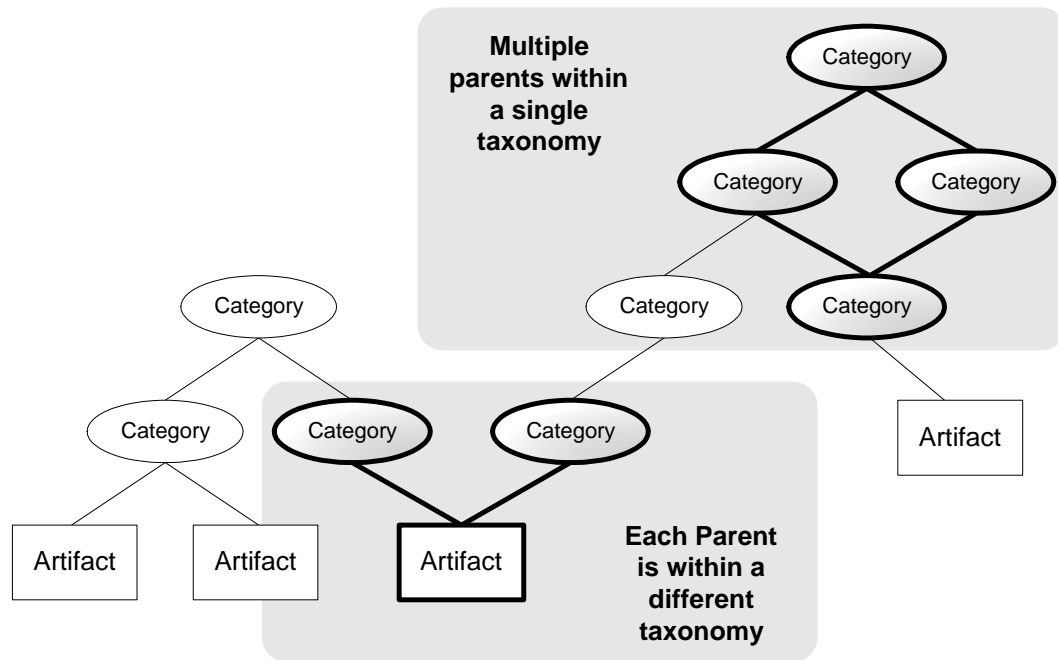 Multiple
parents within
a single
taxonomy
Category
Category
Category
Category
Category
Category
Category
Category
Category
Artifact
Artifact
Artifact
Artifact
Each Parent
is within a
different
taxonomy